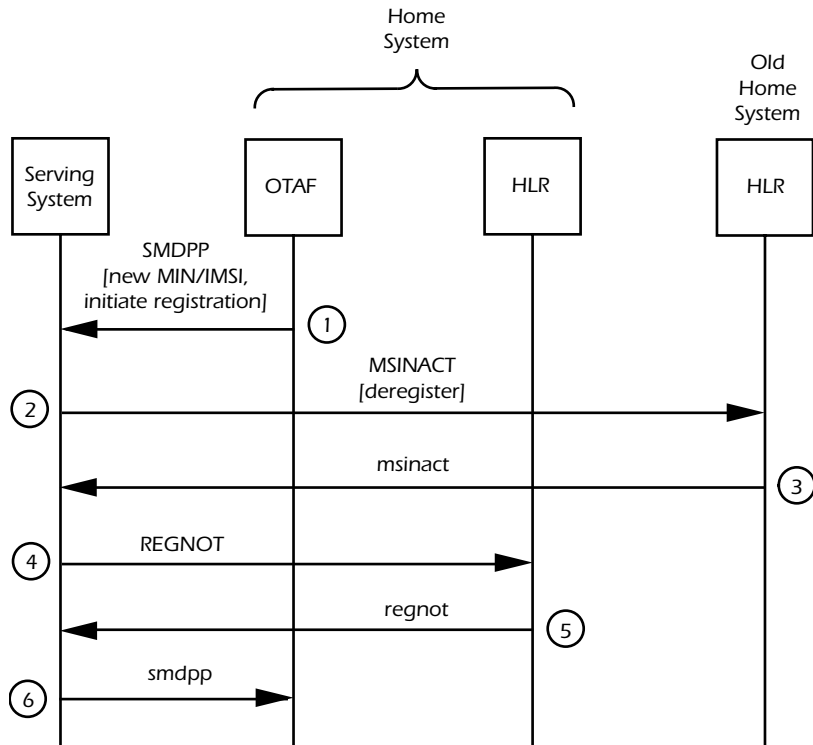 Home
System
Old
Home
System
Serving
System
OTAF
HLR
HLR
SMDPP
[new MIN/IMSI,
initiate registration]
1
MSINACT
[deregister]
2
msinact
3
REGNOT
4
regnot
5
smdpp
6